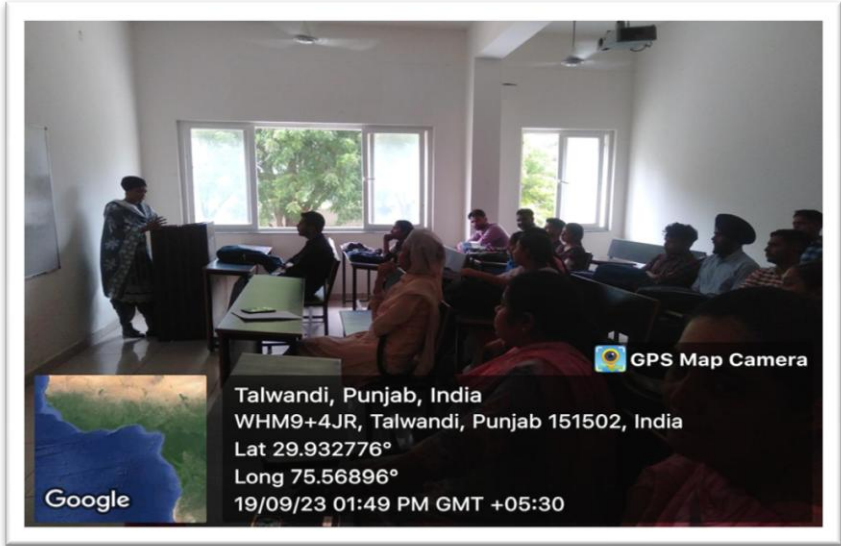 GPS Map Camera
Talwandi, Punjab, India
WHM9+4JR, Talwandi, Punjab 151502, India
Lat 29.932776°
Long 75.56896°
19/09/23 01:49 PM GMT +05:30
Google